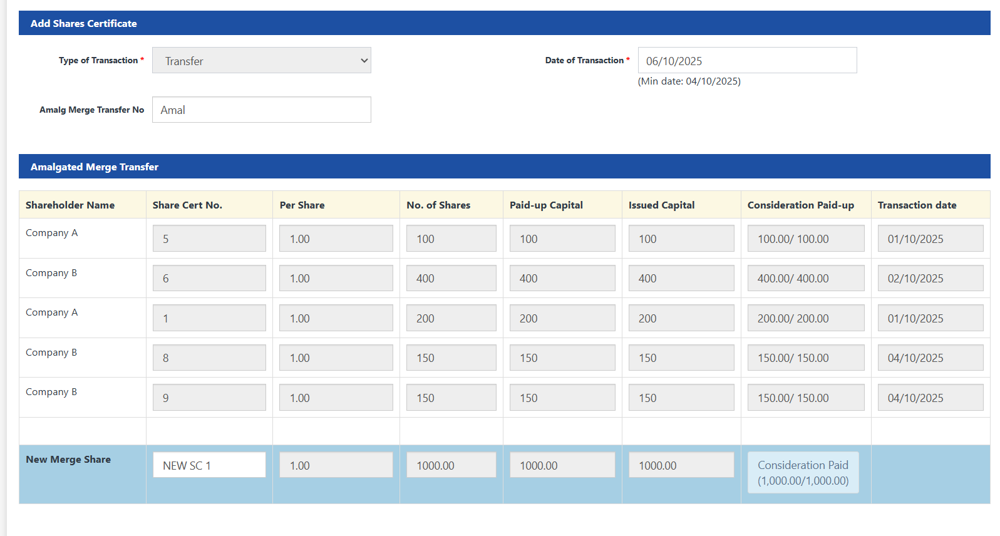 Add Shares Certificate
Type of Transaction * Transfer Date of Transaction * 06/10/2025
(Min date: 04/10/2025)
Amalg Merge Transfer No Amal
Amalgated Merge Transfer
Shareholder Name Share Cert No. Per Share No. of Shares Paid-up Capital Issued Capital Consideration Paid-up Transaction date
Company A 5 1.00 100 100 100 100.00/ 100.00 01/10/2025
Company B 6 1.00 400 400 400 400.00/ 400.00 02/10/2025
Company A 1 1.00 200 200 200 200.00/ 200.00 01/10/2025
Company B 8 1.00 150 150 150 150.00/ 150.00 04/10/2025
Company B 9 1.00 150 150 150 150.00/ 150.00 04/10/2025
New Merge Share NEW SC 1 1.00 1000.00 1000.00 1000.00 Consideration Paid
(1,000.00/1,000.00)